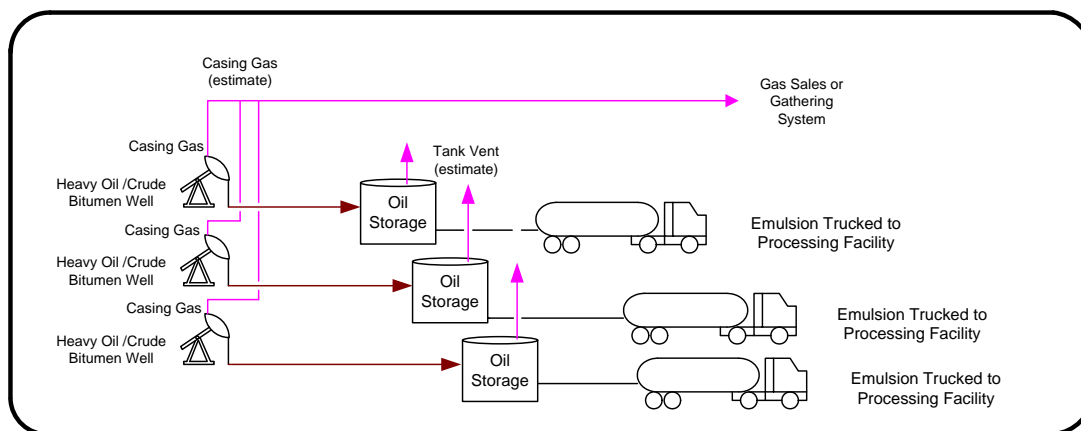 Casing Gas
(estimate)
Gas Sales or
Gathering
System
Casing Gas
Tank Vent
(estimate)
Heavy Oil /Crude
Bitumen Well
Oil
Storage
Emulsion Trucked to
Processing Facility
Casing Gas
Heavy Oil /Crude
Bitumen Well
Oil
Storage
Emulsion Trucked to
Processing Facility
Casing Gas
Heavy Oil /Crude
Bitumen Well
Oil
Storage
Emulsion Trucked to
Processing Facility